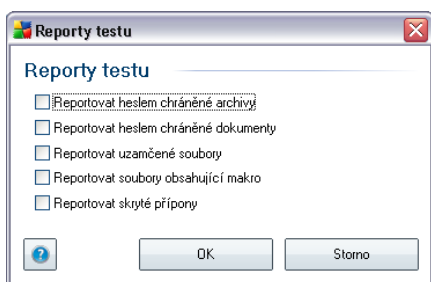 Reporty testu
Reporty testu
Reportovat heslem chráněné archivy
Reportovat heslem chráněné dokumenty
Reportovat uzamčené soubory
Reportovat soubory obsahující makro
Reportovat skryté přípony
? OK Storno